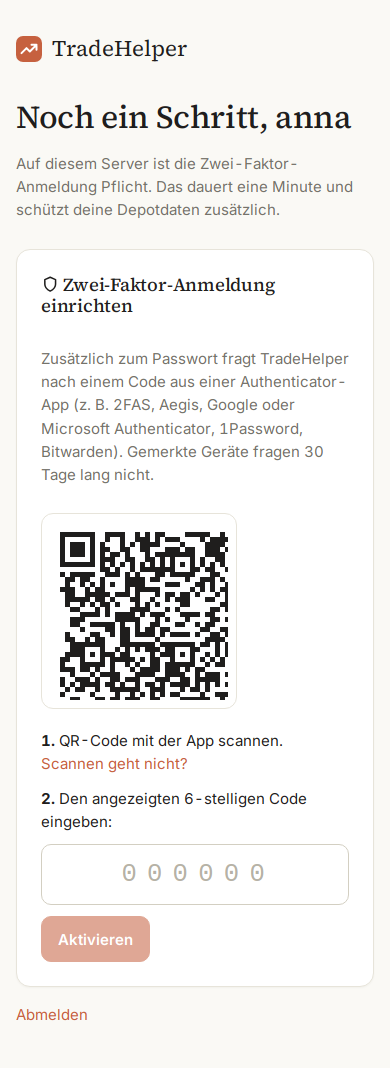 TradeHelper
Noch ein Schritt, anna
Auf diesem Server ist die Zwei-Faktor-
Anmeldung Pflicht. Das dauert eine Minute und
schützt deine Depotdaten zusätzlich.
Zwei-Faktor-Anmeldung
einrichten
Zusätzlich zum Passwort fragt TradeHelper
nach einem Code aus einer Authenticator-
App (z. B. 2FAS, Aegis, Google oder
Microsoft Authenticator, 1Password,
Bitwarden). Gemerkte Geräte fragen 30
Tage lang nicht.
1. QR-Code mit der App scannen.
Scannen geht nicht?
2. Den angezeigten 6-stelligen Code
eingeben:
000000
Aktivieren
Abmelden